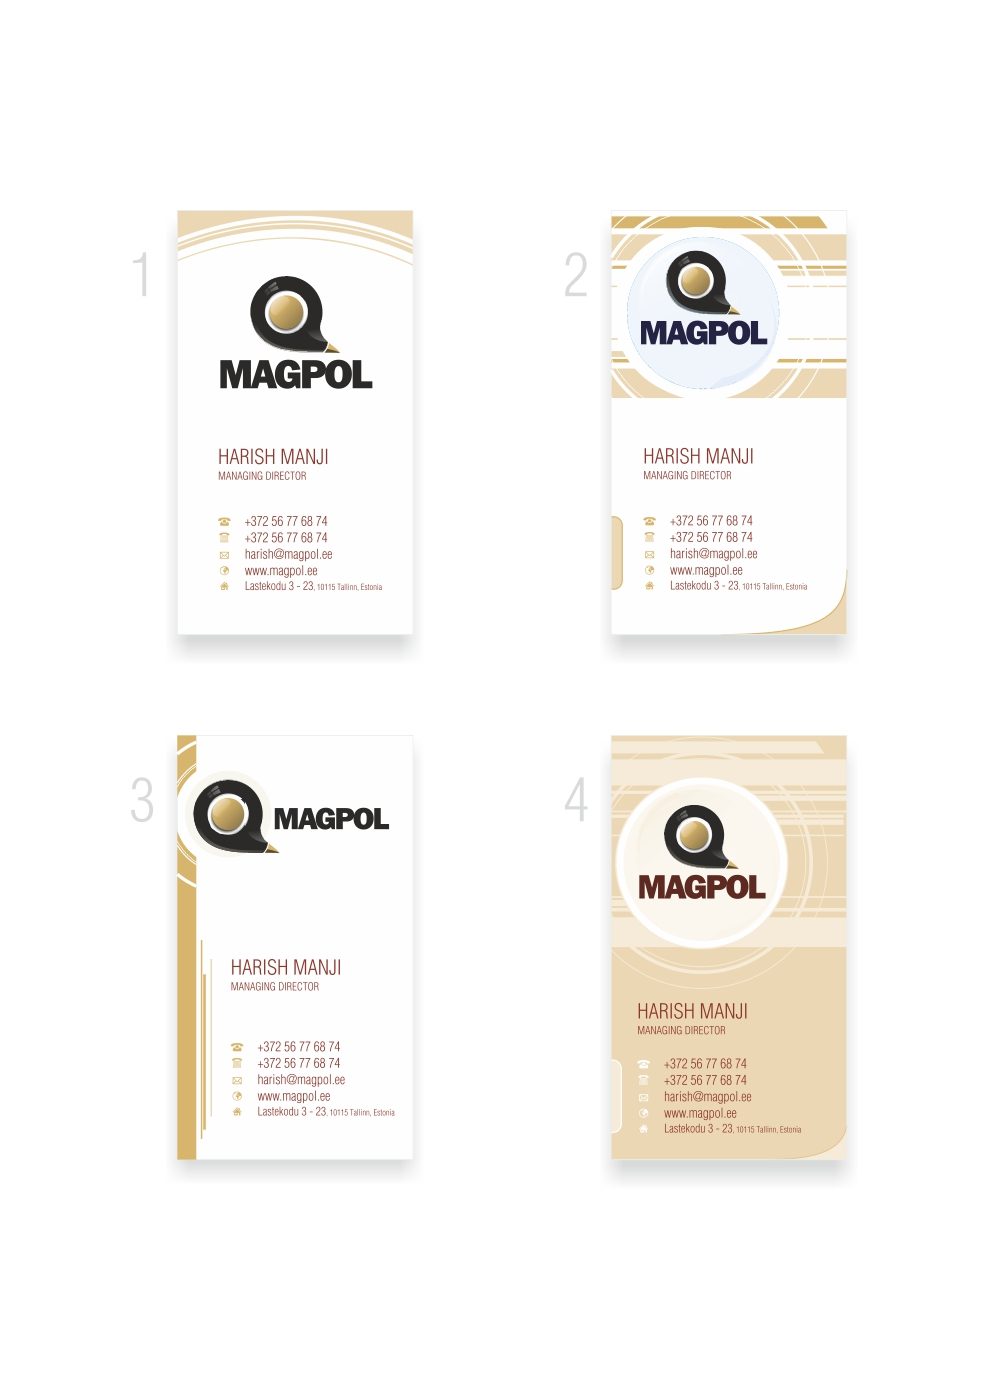 1
MAGPOL
HARISH MANJI
MANAGING DIRECTOR
+372 56 77 68 74
+372 56 77 68 74
harish@magpol.ee
www.magpol.ee
Lastekodu 3 - 23, 10115 Tallinn, Estonia
2
MAGPOL
HARISH MANJI
MANAGING DIRECTOR
+372 56 77 68 74
+372 56 77 68 74
harish@magpol.ee
www.magpol.ee
Lastekodu 3 - 23, 10115 Tallinn, Estonia
3
MAGPOL
HARISH MANJI
MANAGING DIRECTOR
+372 56 77 68 74
+372 56 77 68 74
harish@magpol.ee
www.magpol.ee
Lastekodu 3 - 23, 10115 Tallinn, Estonia
4
MAGPOL
HARISH MANJI
MANAGING DIRECTOR
+372 56 77 68 74
+372 56 77 68 74
harish@magpol.ee
www.magpol.ee
Lastekodu 3 - 23, 10115 Tallinn, Estonia